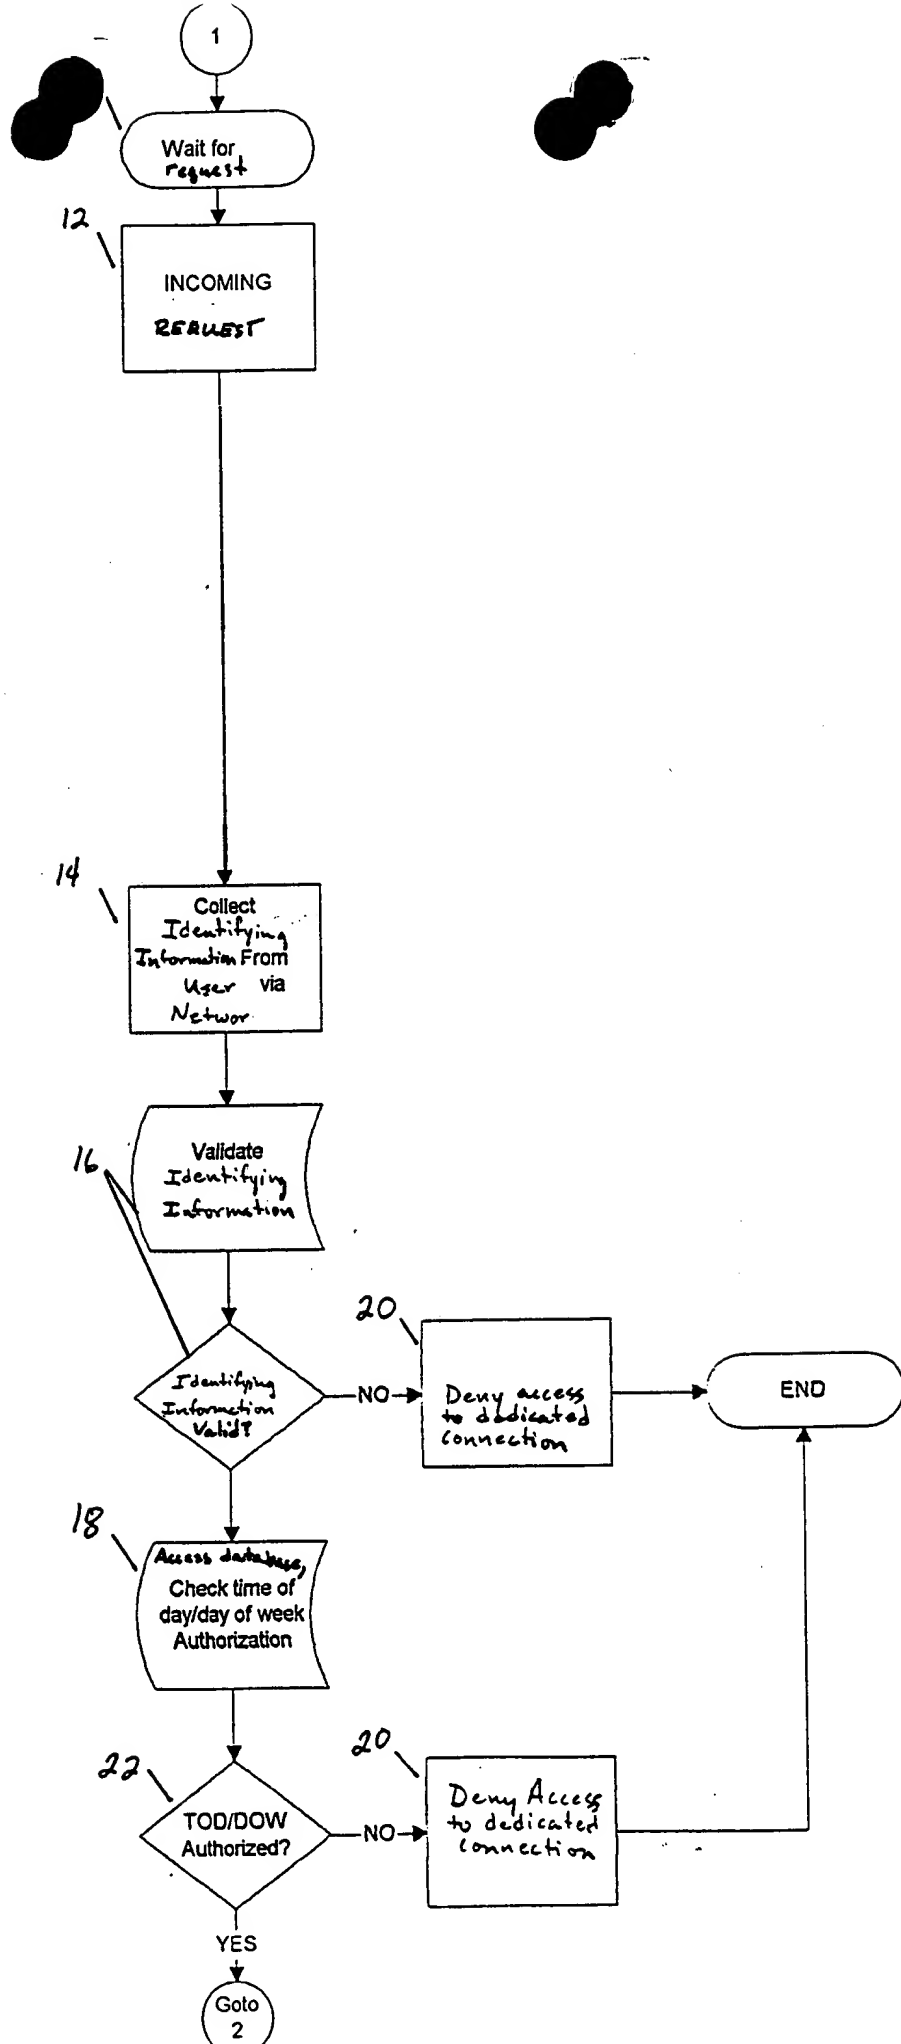 1
Wait for
request
12
INCOMING
REQUEST
14
Collect
Identifying
Information From
User via
Networ
16
Validate
Identifying
Information
20
Identifying
Information
Valid?
NO
Deny access
to dedicated
connection
END
18
Access database,
Check time of
day/day of week
Authorization
22
TOD/DOW
Authorized?
NO
20
Deny Access
to dedicated
connection
YES
Goto
2